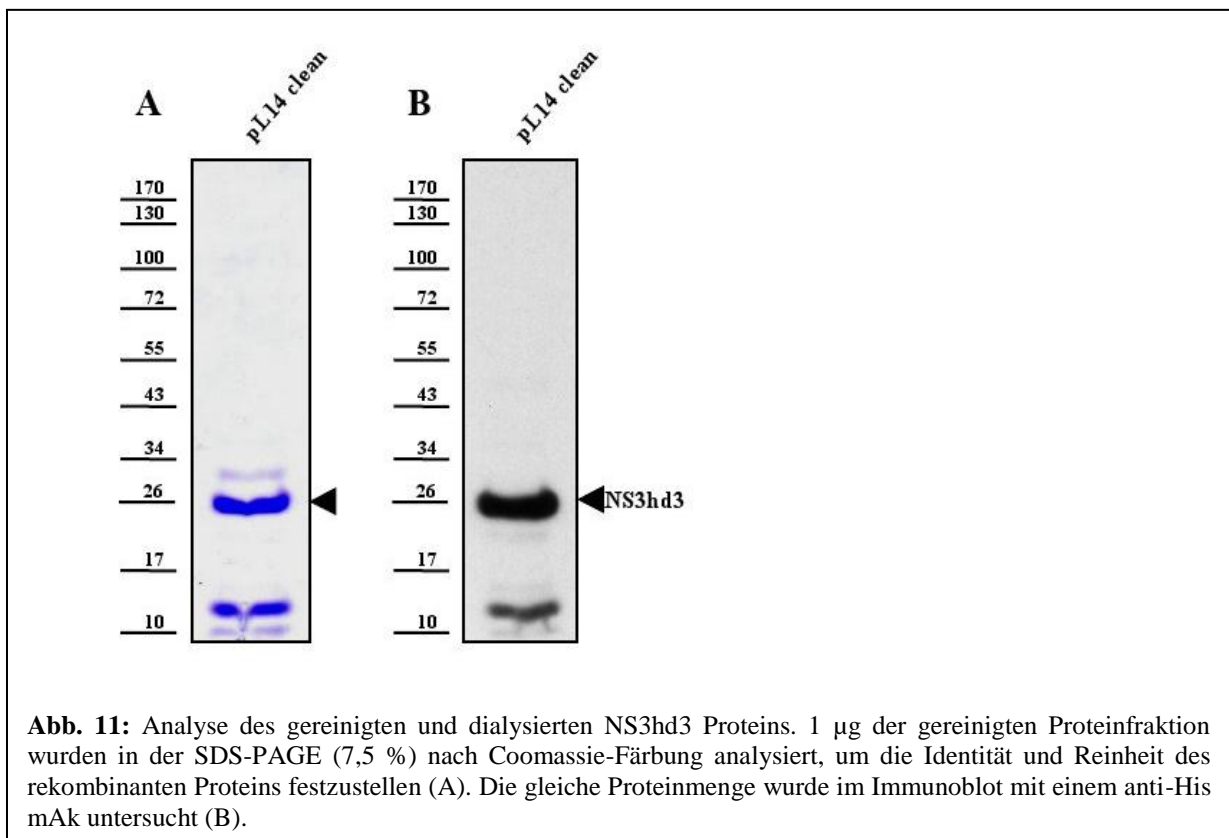 A
pL14 clean
170
130
100
72
55
43
34
26
17
10
B
pL14 clean
170
130
100
72
55
43
34
26
17
10
NS3hd3
Abb. 11: Analyse des gereinigten und dialysierten NS3hd3 Proteins. 1 µg der gereinigten Proteinfraktion
wurden in der SDS-PAGE (7,5 %) nach Coomassie-Färbung analysiert, um die Identität und Reinheit des
rekombinanten Proteins festzustellen (A). Die gleiche Proteinmenge wurde im Immunoblot mit einem anti-His
mAk untersucht (B).